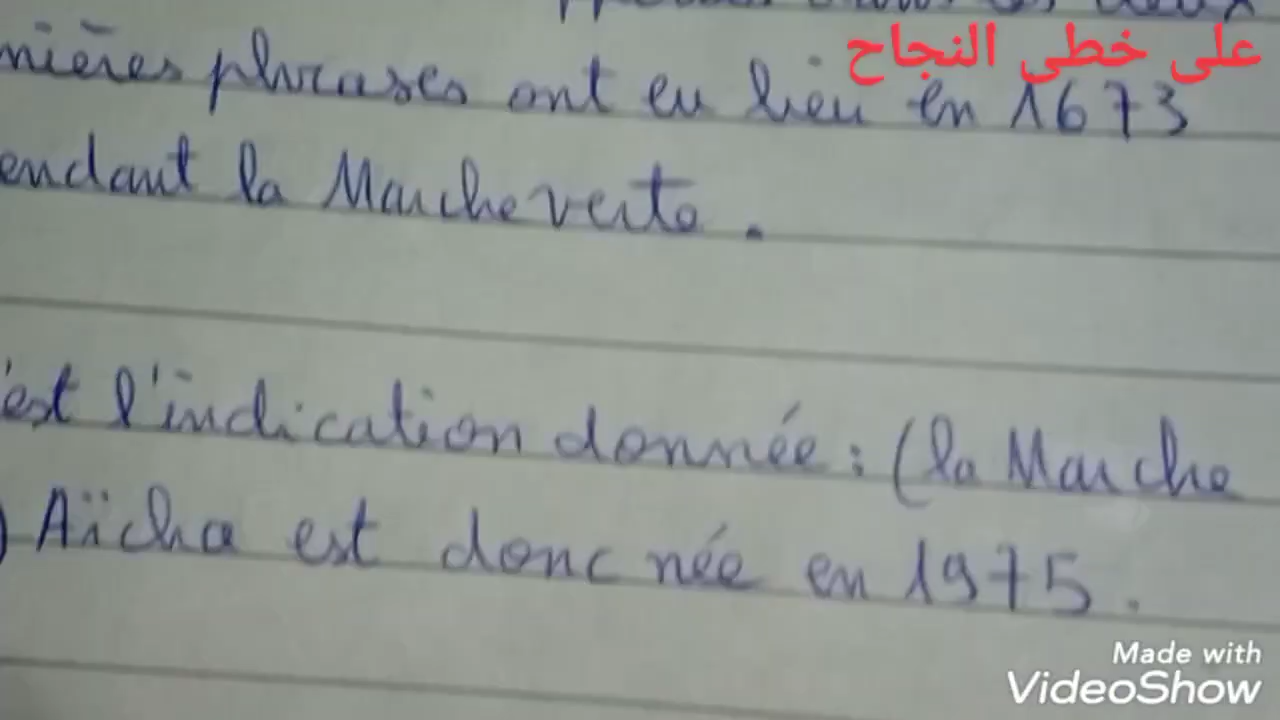 على خطى النجاح
nières phrases ont eu lieu en 1673
endant la Marche verte.
'est l'indication donnée : (la Marche
) Aïcha est donc née en 1975.
Made with
VideoShow